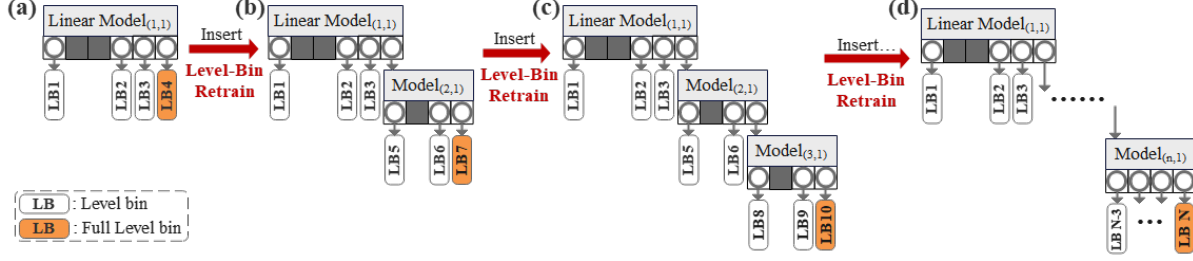 (a)
Linear Model(1,1)
LB1
LB2
LB3
LB4
Insert
Level-Bin
Retrain
(b)
Linear Model(1,1)
LB1
LB2
LB3
Model(2,1)
LB5
LB6
LB7
Insert
Level-Bin
Retrain
(c)
Linear Model(1,1)
LB1
LB2
LB3
Model(2,1)
LB5
LB6
Model(3,1)
LB8
LB9
LB10
Insert…
Level-Bin
Retrain
(d)
Linear Model(1,1)
LB1
LB2
LB3
……
Model(n,1)
LB N-3
…
LB N
LB : Level bin
LB : Full Level bin